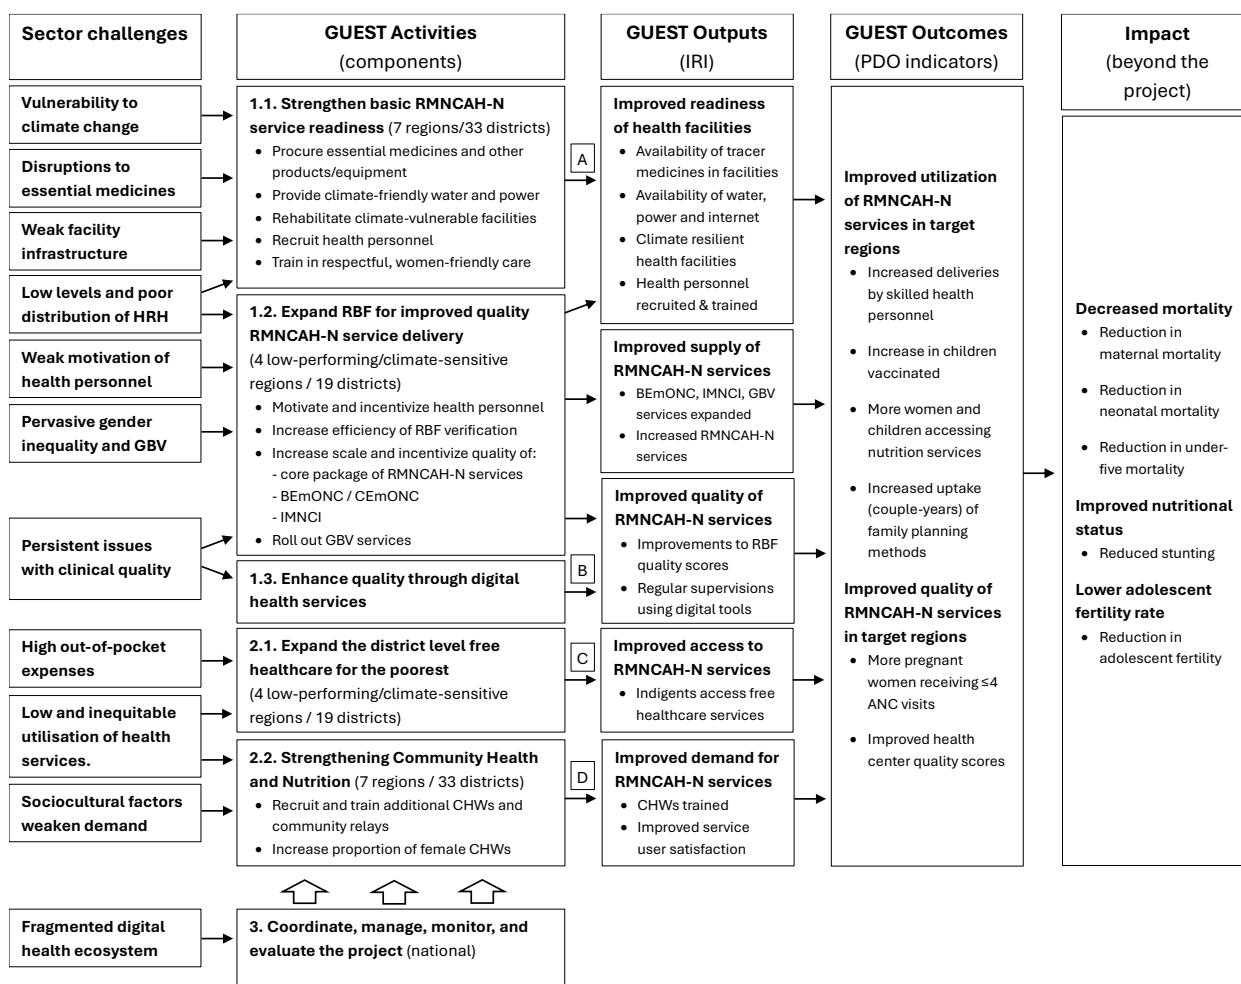 Sector challenges
Vulnerability to
climate change
Disruptions to
essential medicines
Weak facility
infrastructure
Low levels and poor
distribution of HRH
Weak motivation of
health personnel
Pervasive gender
inequality and GBV
Persistent issues
with clinical quality
High out-of-pocket
expenses
Low and inequitable
utilisation of health
services.
Sociocultural factors
weaken demand
Fragmented digital
health ecosystem
GUEST Activities
(components)
1.1. Strengthen basic RMNCAH-N
service readiness (7 regions/33 districts)
• Procure essential medicines and other
products/equipment
• Provide climate-friendly water and power
• Rehabilitate climate-vulnerable facilities
• Recruit health personnel
• Train in respectful, women-friendly care
1.2. Expand RBF for improved quality
RMNCAH-N service delivery
(4 low-performing/climate-sensitive
regions / 19 districts)
• Motivate and incentivize health personnel
• Increase efficiency of RBF verification
• Increase scale and incentivize quality of:
- core package of RMNCAH-N services
- BEmONC / CEmONC
- IMNCI
• Roll out GBV services
1.3. Enhance quality through digital
health services
2.1. Expand the district level free
healthcare for the poorest
(4 low-performing/climate-sensitive
regions / 19 districts)
2.2. Strengthening Community Health
and Nutrition (7 regions / 33 districts)
• Recruit and train additional CHWs and
community relays
• Increase proportion of female CHWs
3. Coordinate, manage, monitor, and
evaluate the project (national)
A
B
C
D
GUEST Outputs
(IRI)
Improved readiness
of health facilities
• Availability of tracer
medicines in facilities
• Availability of water,
power and internet
• Climate resilient
health facilities
• Health personnel
recruited & trained
Improved supply of
RMNCAH-N services
• BEmONC, IMNCI, GBV
services expanded
• Increased RMNCAH-N
services
Improved quality of
RMNCAH-N services
• Improvements to RBF
quality scores
• Regular supervisions
using digital tools
Improved access to
RMNCAH-N services
• Indigents access free
healthcare services
Improved demand for
RMNCAH-N services
• CHWs trained
• Improved service
user satisfaction
GUEST Outcomes
(PDO indicators)
Improved utilization
of RMNCAH-N
services in target
regions
• Increased deliveries
by skilled health
personnel
• Increase in children
vaccinated
• More women and
children accessing
nutrition services
• Increased uptake
(couple-years) of
family planning
methods
Improved quality of
RMNCAH-N services
in target regions
• More pregnant
women receiving ≤4
ANC visits
• Improved health
center quality scores
Impact
(beyond the
project)
Decreased mortality
• Reduction in
maternal mortality
• Reduction in
neonatal mortality
• Reduction in under-
five mortality
Improved nutritional
status
• Reduced stunting
Lower adolescent
fertility rate
• Reduction in
adolescent fertility